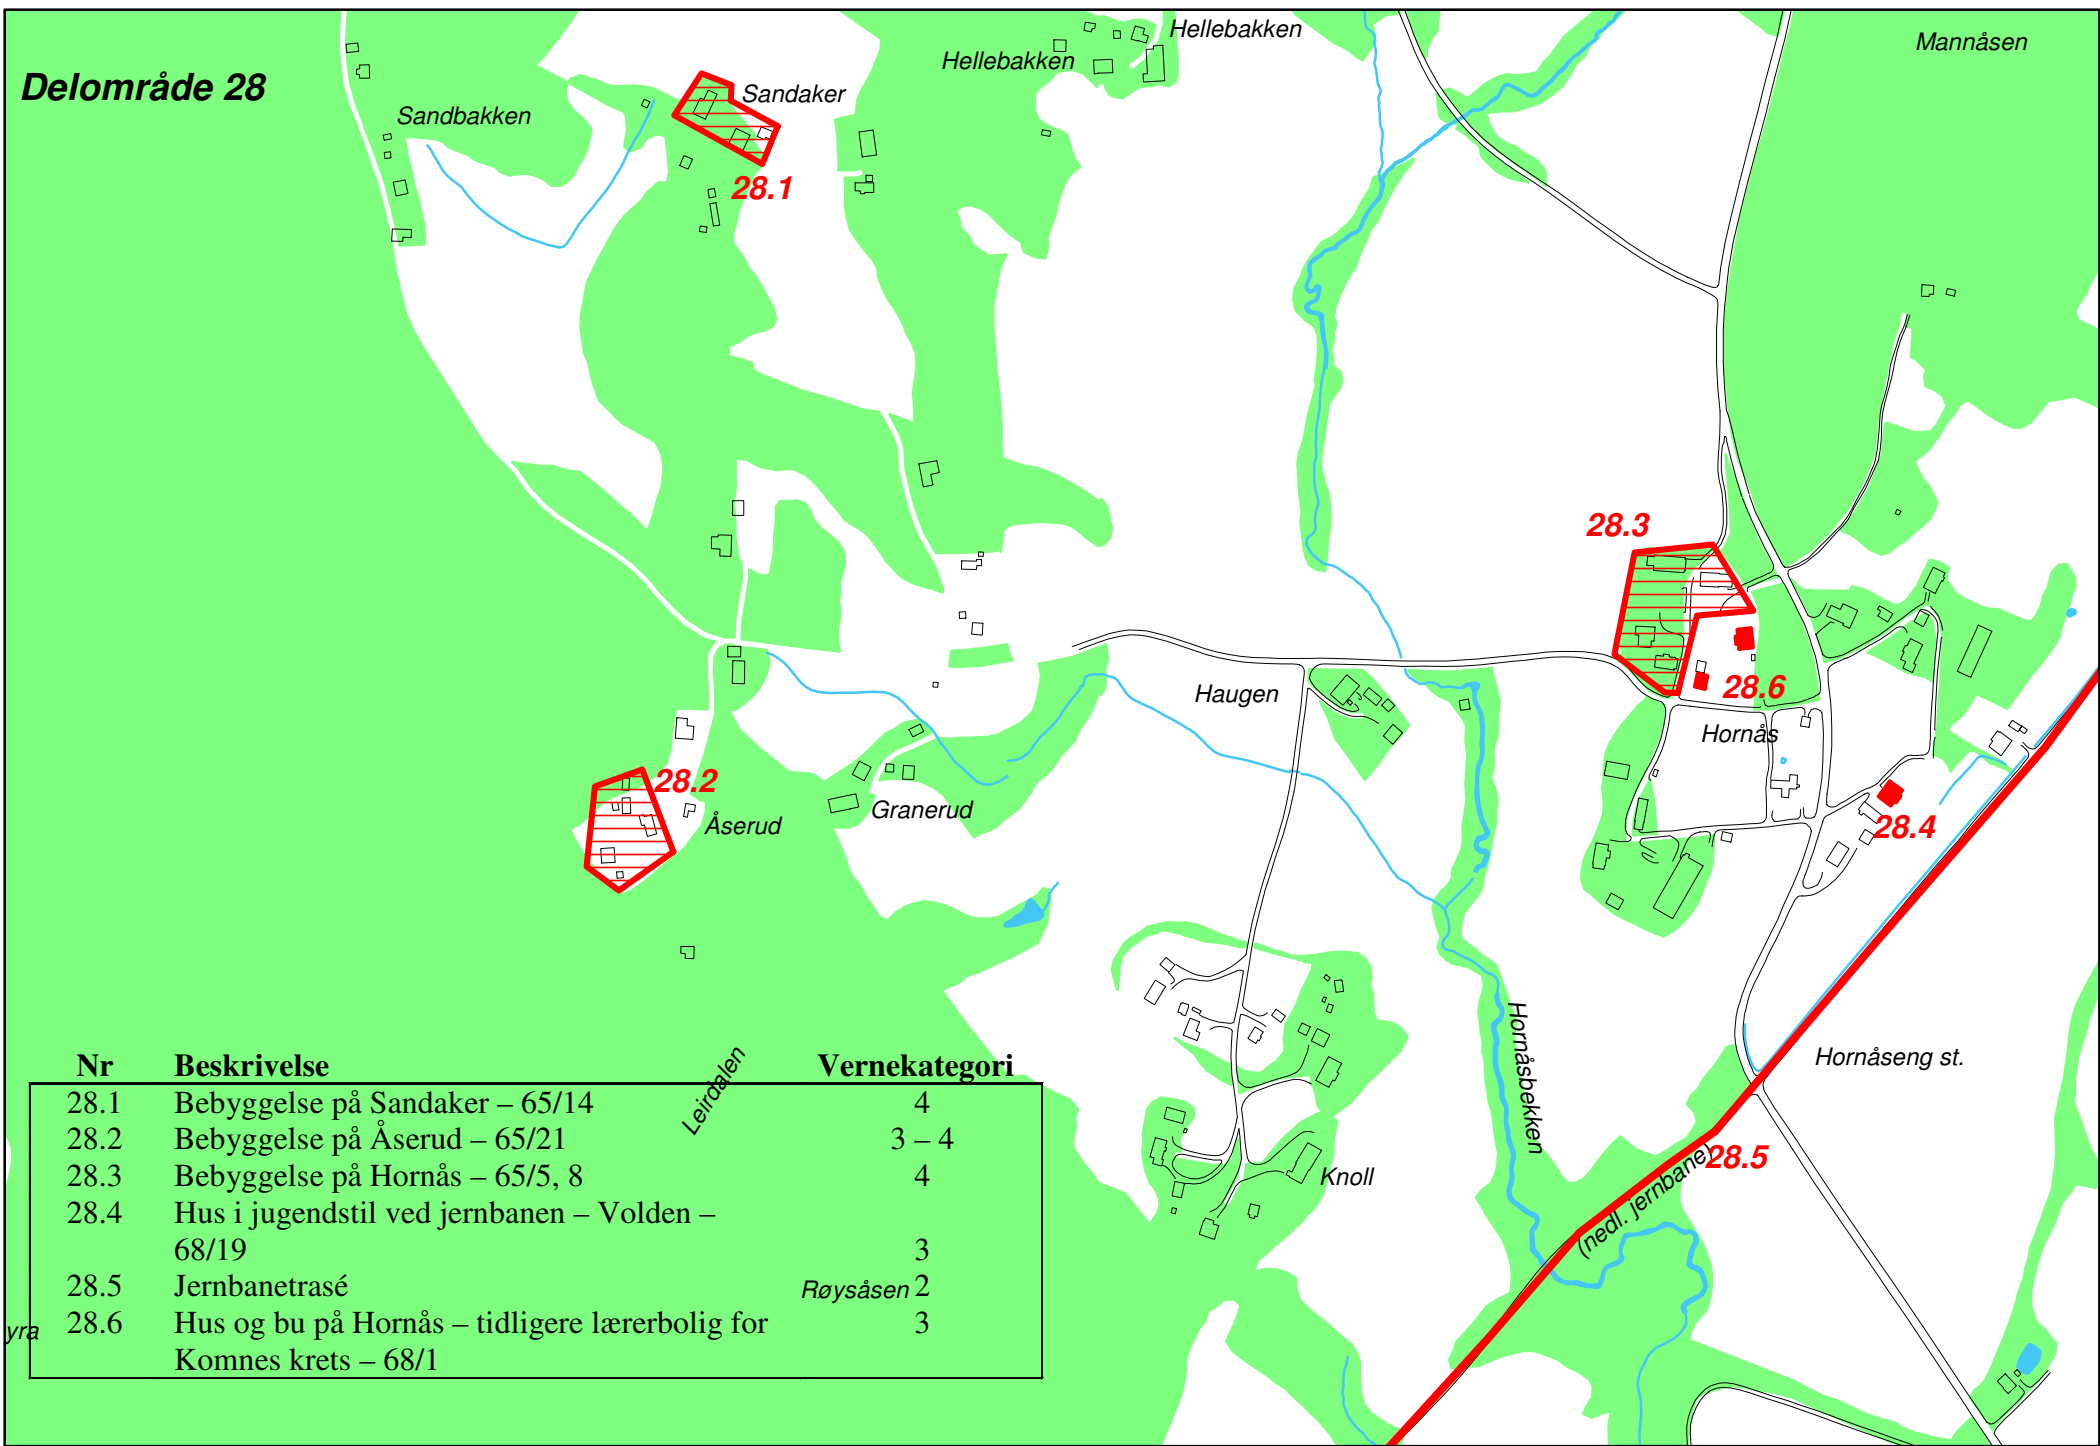 Delområde 28
Hellebakken
Hellebakken
Mannåsen
Sandaker
Sandbakken
28.1
28.3
28.6
Haugen
Hornås
28.2
Åserud
Granerud
28.4
Hornåsbekken
Hornåseng st.
Leirdalen
28.5
(nedl. jernbane)
Knoll
Røysåsen
yra
Nr Beskrivelse Vernekategori
28.1 Bebyggelse på Sandaker – 65/14 4
28.2 Bebyggelse på Åserud – 65/21 3 – 4
28.3 Bebyggelse på Hornås – 65/5, 8 4
28.4 Hus i jugendstil ved jernbanen – Volden –
68/19 3
28.5 Jernbanetrasé 2
28.6 Hus og bu på Hornås – tidligere lærerbolig for 3
Komnes krets – 68/1